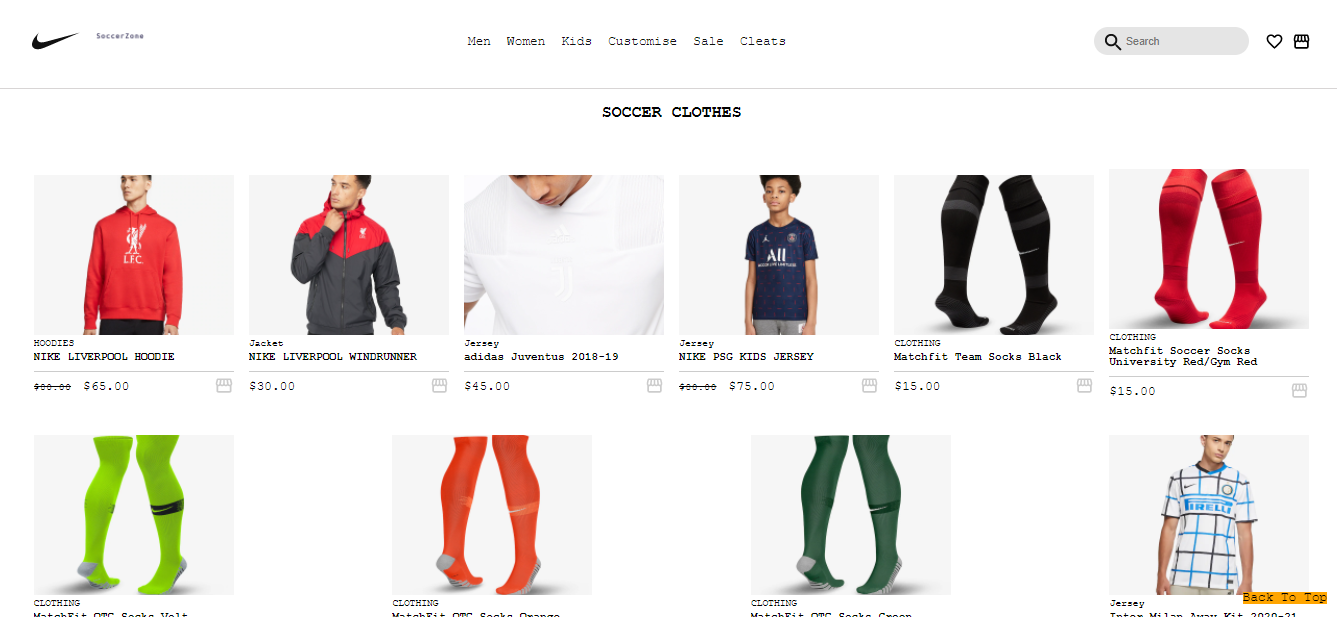 SoccerZone
Men Women Kids Customise Sale Cleats
Search
SOCCER CLOTHES
L.F.C.
All
HOODIES
NIKE LIVERPOOL HOODIE
$65.00
Jacket
NIKE LIVERPOOL WINDRUNNER
$30.00
Jersey
adidas Juventus 2018-19
$45.00
Jersey
NIKE PSG KIDS JERSEY
$75.00
CLOTHING
Matchfit Team Socks Black
$15.00
CLOTHING
Matchfit Soccer Socks
University Red/Gym Red
$15.00
PIRELLI
CLOTHING
MatchFit OTC Socks Volt
CLOTHING
MatchFit OTC Socks Orange
CLOTHING
MatchFit OTC Socks Green
Jersey
Inter Milan Away Kit 2020-21
Back To Top